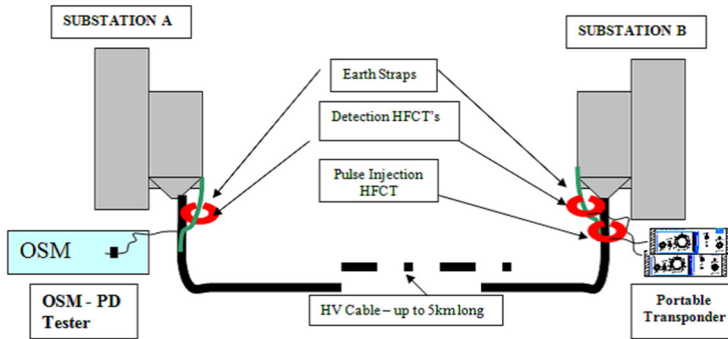 SUBSTATION A
SUBSTATION B
Earth Straps
Detection HFCT's
Pulse Injection
HFCT
OSM
OSM - PD
Tester
HV Cable – up to 5km long
Portable
Transponder